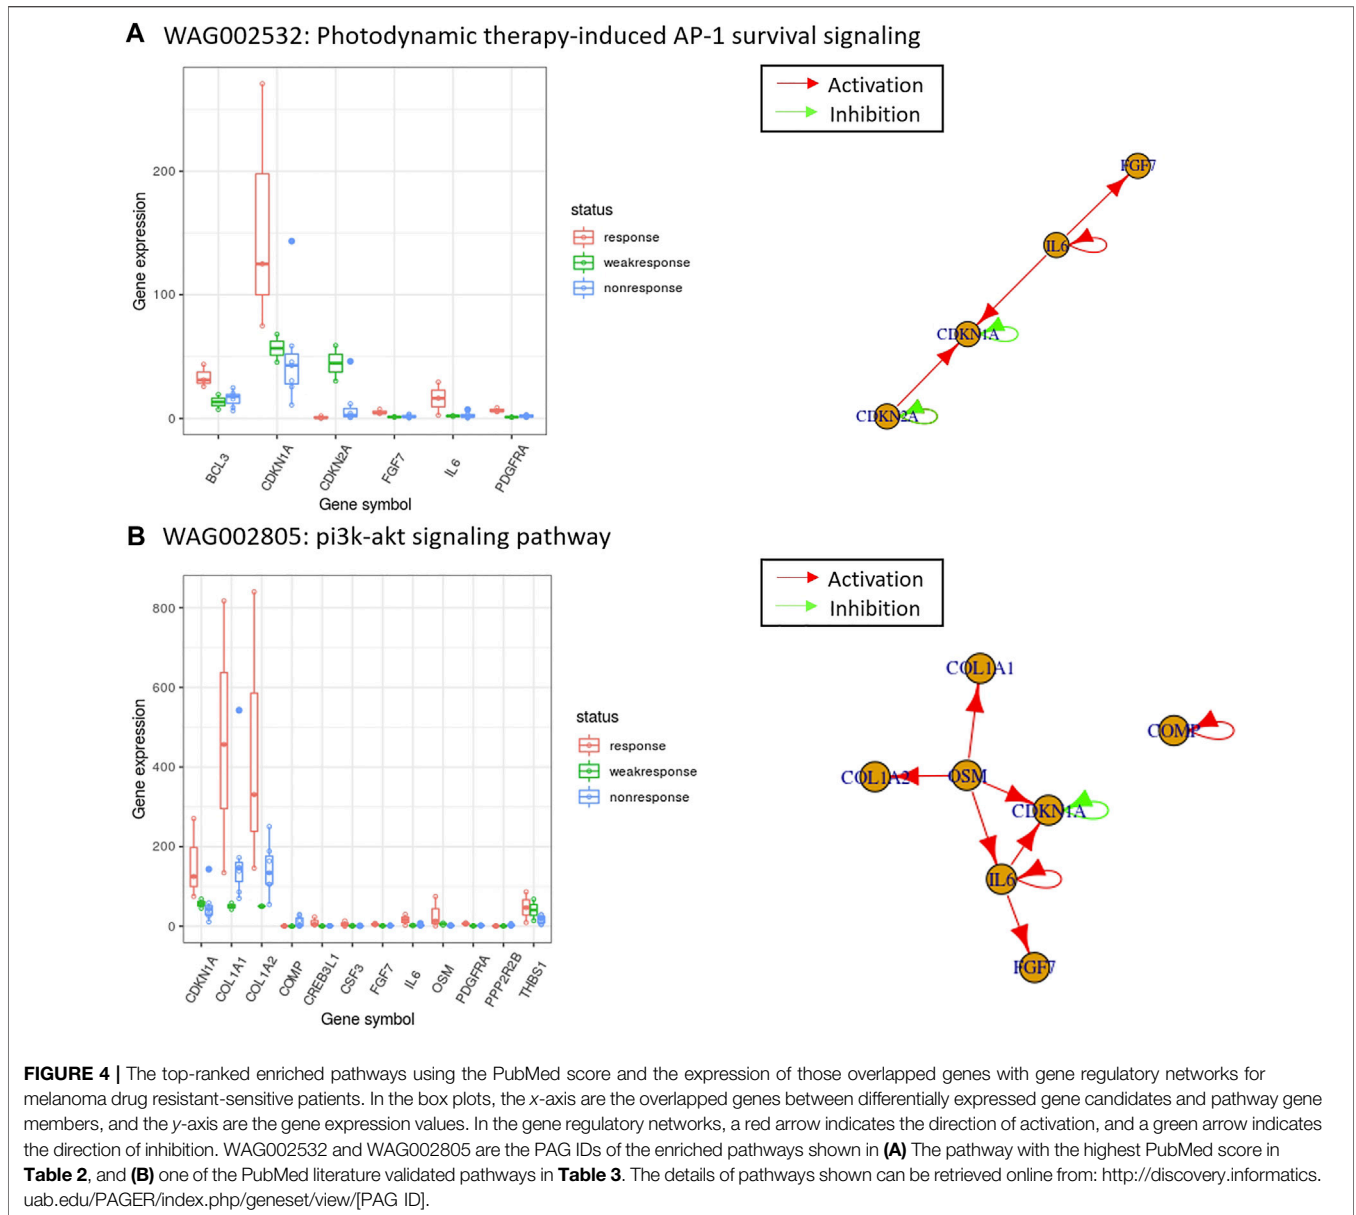 A WAG002532: Photodynamic therapy-induced AP-1 survival signaling
Gene expression
200
100
0
BCL3
CDKN1A
CDKN2A
FGF7
IL6
PDGFRA
Gene symbol
status
response
weakresponse
nonresponse
Activation
Inhibition
FGF7
IL6
CDKN1A
CDKN2A
B WAG002805: pi3k-akt signaling pathway
Gene expression
800
600
400
200
0
CDKN1A
COL1A1
COL1A2
COMP
CREB3L1
CSF3
FGF7
IL6
OSM
PDGFRA
PPP2R2B
THBS1
Gene symbol
status
response
weakresponse
nonresponse
Activation
Inhibition
COL1A1
COMP
COL1A2
OSM
CDKN1A
IL6
FGF7
FIGURE 4 | The top-ranked enriched pathways using the PubMed score and the expression of those overlapped genes with gene regulatory networks for
melanoma drug resistant-sensitive patients. In the box plots, the x-axis are the overlapped genes between differentially expressed gene candidates and pathway gene
members, and the y-axis are the gene expression values. In the gene regulatory networks, a red arrow indicates the direction of activation, and a green arrow indicates
the direction of inhibition. WAG002532 and WAG002805 are the PAG IDs of the enriched pathways shown in (A) The pathway with the highest PubMed score in
Table 2, and (B) one of the PubMed literature validated pathways in Table 3. The details of pathways shown can be retrieved online from: http://discovery.informatics.
uab.edu/PAGER/index.php/geneset/view/[PAG ID].